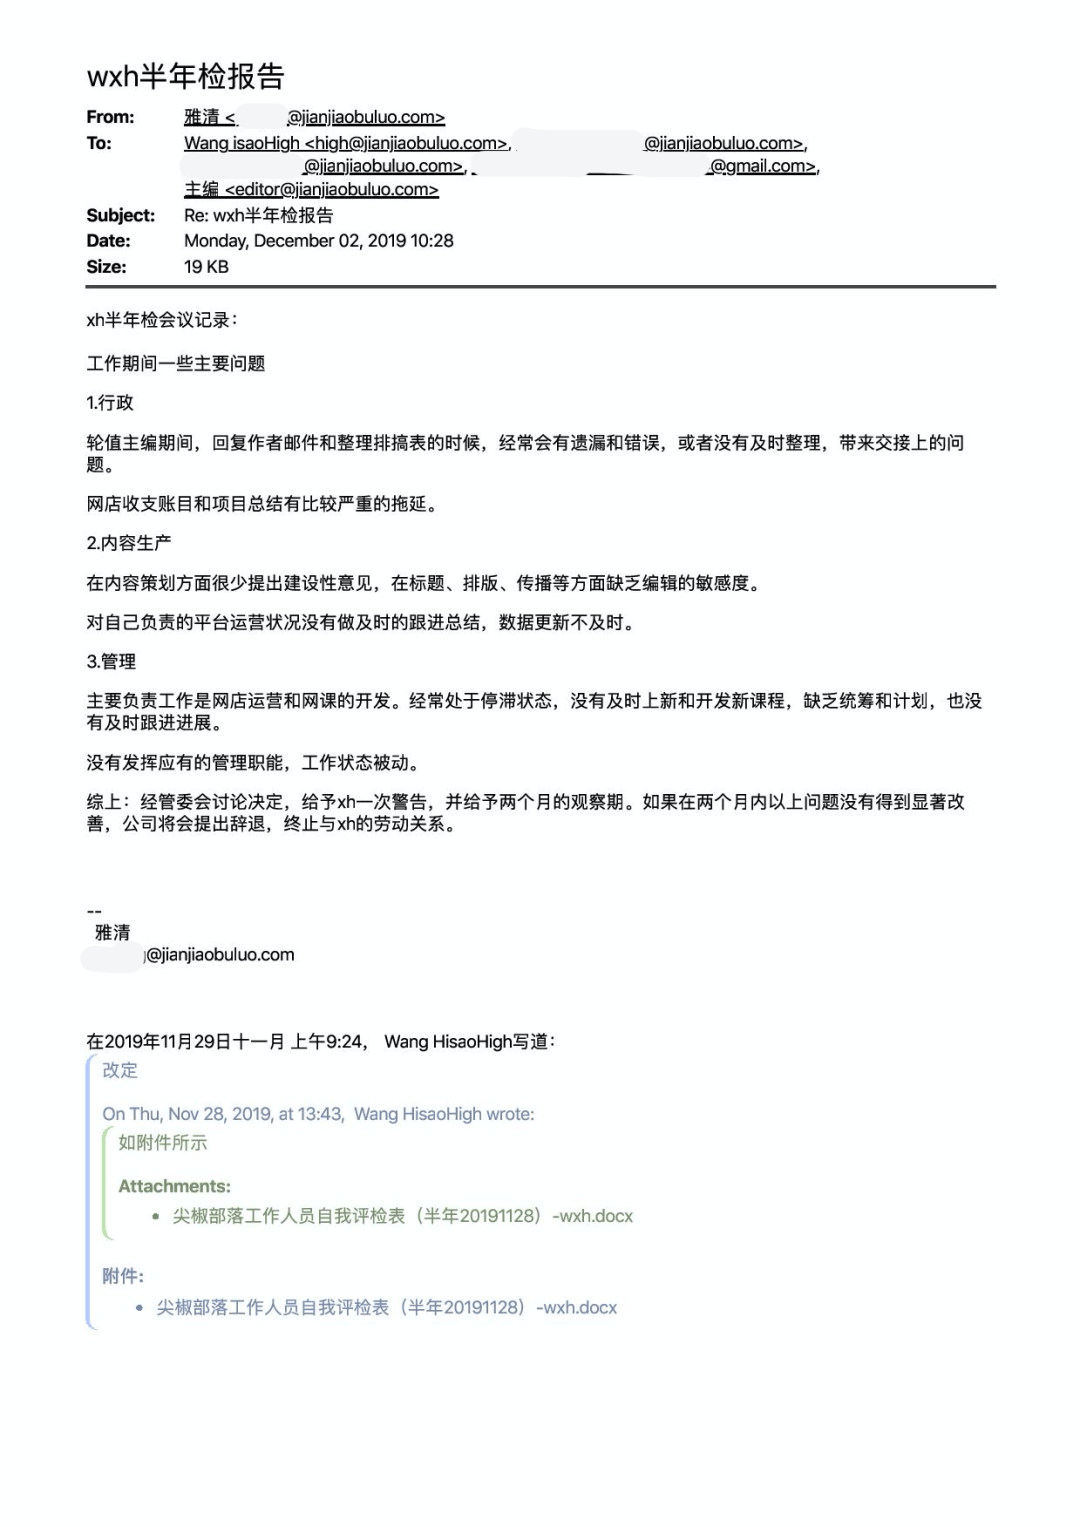 wxh半年检报告
From: 雅清 < @jianjiaobuluo.com>
To: Wang isaoHigh <high@jianjiaobuluo.com>, @jianjiaobuluo.com>,
@jianjiaobuluo.com>, @gmail.com>,
主编 <editor@jianjiaobuluo.com>
Subject: Re: wxh半年检报告
Date: Monday, December 02, 2019 10:28
Size: 19 KB
xh半年检会议记录：
工作期间一些主要问题
1.行政
轮值主编期间，回复作者邮件和整理排搞表的时候，经常会有遗漏和错误，或者没有及时整理，带来交接上的问
题。
网店收支账目和项目总结有比较严重的拖延。
2.内容生产
在内容策划方面很少提出建设性意见，在标题、排版、传播等方面缺乏编辑的敏感度。
对自己负责的平台运营状况没有做及时的跟进总结，数据更新不及时。
3.管理
主要负责工作是网店运营和网课的开发。经常处于停滞状态，没有及时上新和开发新课程，缺乏统筹和计划，也没
有及时跟进进展。
没有发挥应有的管理职能，工作状态被动。
综上：经管委会讨论决定，给予xh一次警告，并给予两个月的观察期。如果在两个月内以上问题没有得到显著改
善，公司将会提出辞退，终止与xh的劳动关系。
--
雅清
@jianjiaobuluo.com
在2019年11月29日十一月 上午9:24， Wang HisaoHigh写道：
改定
On Thu, Nov 28, 2019, at 13:43, Wang HisaoHigh wrote:
如附件所示
Attachments:
• 尖椒部落工作人员自我评检表（半年20191128）-wxh.docx
附件:
• 尖椒部落工作人员自我评检表（半年20191128）-wxh.docx